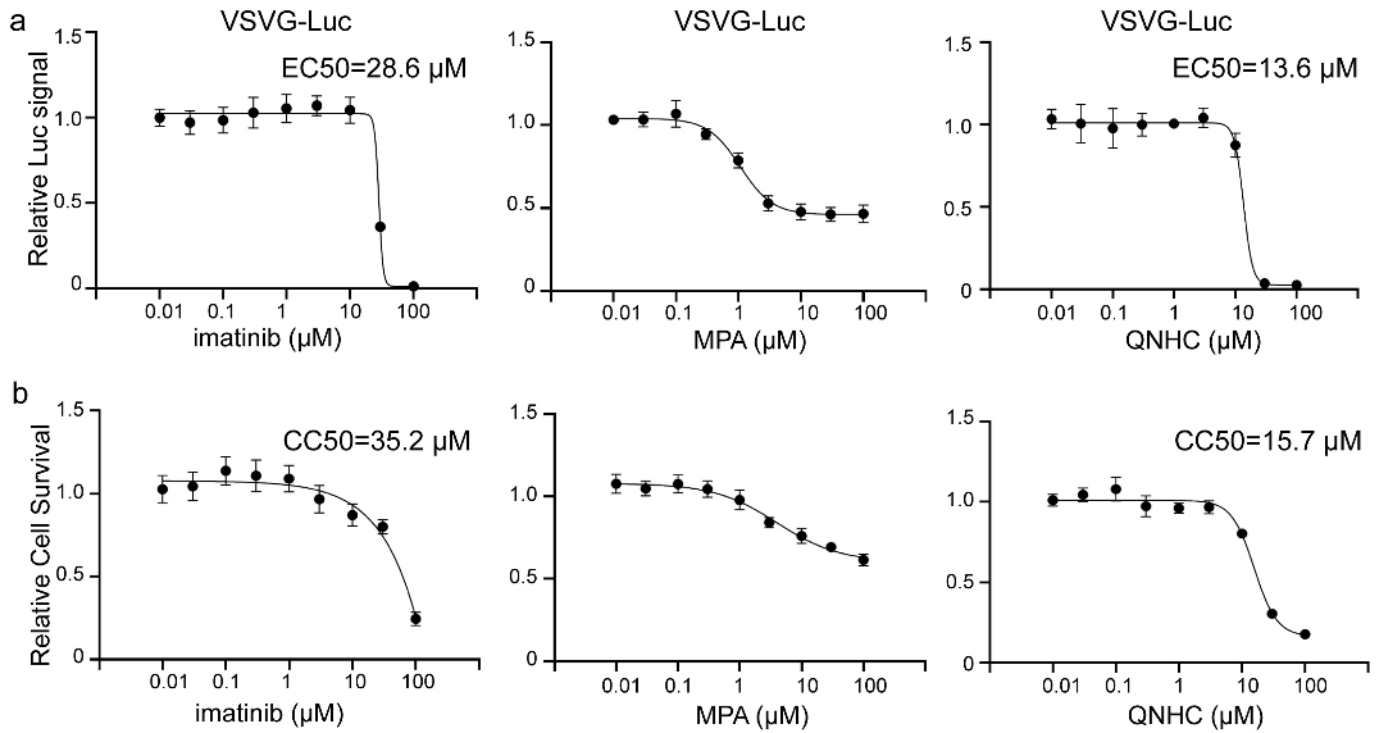 a
VSVG-Luc
VSVG-Luc
VSVG-Luc
Relative Luc signal
1.5
1.0
0.5
0
EC50=28.6 µM
0.01 0.1 1 10 100
imatinib (µM)
1.5
1.0
0.5
0
0.01 0.1 1 10 100
MPA (µM)
1.5
1.0
0.5
0
EC50=13.6 µM
0.01 0.1 1 10 100
QNHC (µM)
b
Relative Cell Survival
1.5
1.0
0.5
0
CC50=35.2 µM
0.01 0.1 1 10 100
imatinib (µM)
1.5
1.0
0.5
0
0.01 0.1 1 10 100
MPA (µM)
1.5
1.0
0.5
0
CC50=15.7 µM
0.01 0.1 1 10 100
QNHC (µM)